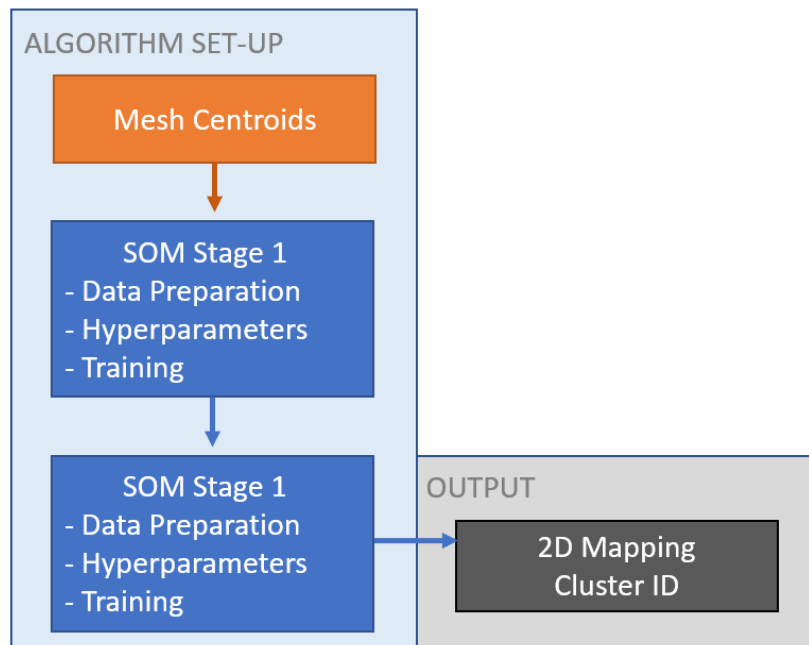 ALGORITHM SET-UP
Mesh Centroids
SOM Stage 1
- Data Preparation
- Hyperparameters
- Training
SOM Stage 1
- Data Preparation
- Hyperparameters
- Training
OUTPUT
2D Mapping
Cluster ID